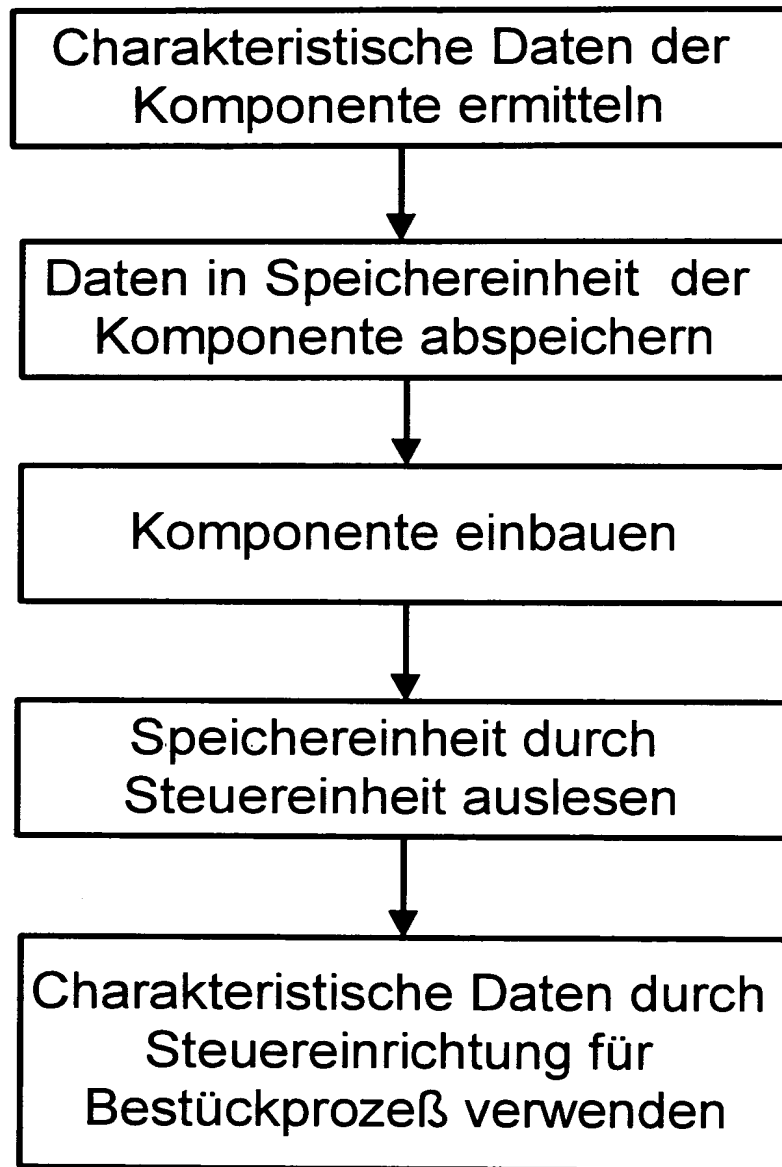 Charakteristische Daten der
Komponente ermitteln
Daten in Speichereinheit der
Komponente abspeichern
Komponente einbauen
Speichereinheit durch
Steuereinheit auslesen
Charakteristische Daten durch
Steuereinrichtung für
Bestückprozeß verwenden